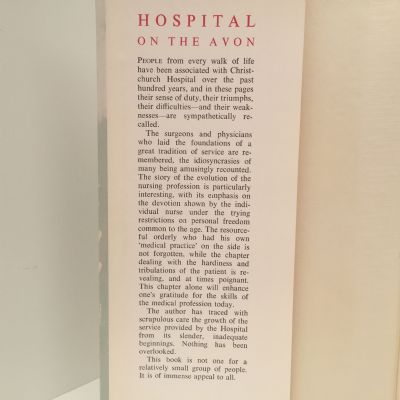 HOSPITAL
ON THE AVON
PEOPLE from every walk of life
have been associated with Christ-
church Hospital over the past
hundred years, and in these pages
their sense of duty, their triumphs,
their difficulties—and their weak-
nesses—are sympathetically re-
called.
The surgeons and physicians
who laid the foundations of a
great tradition of service are re-
membered, the idiosyncrasies of
many being amusingly recounted.
The story of the evolution of the
nursing profession is particularly
interesting, with its emphasis on
the devotion shown by the indi-
vidual nurse under the trying
restrictions on personal freedom
common to the age. The resource-
ful orderly who had his own
'medical practice' on the side is
not forgotten, while the chapter
dealing with the hardiness and
tribulations of the patient is re-
vealing, and at times poignant.
This chapter alone will enhance
one's gratitude for the skills of
the medical profession today.
The author has traced with
scrupulous care the growth of the
service provided by the Hospital
from its slender, inadequate
beginnings. Nothing has been
overlooked.
This book is not one for a
relatively small group of people.
It is of immense appeal to all.